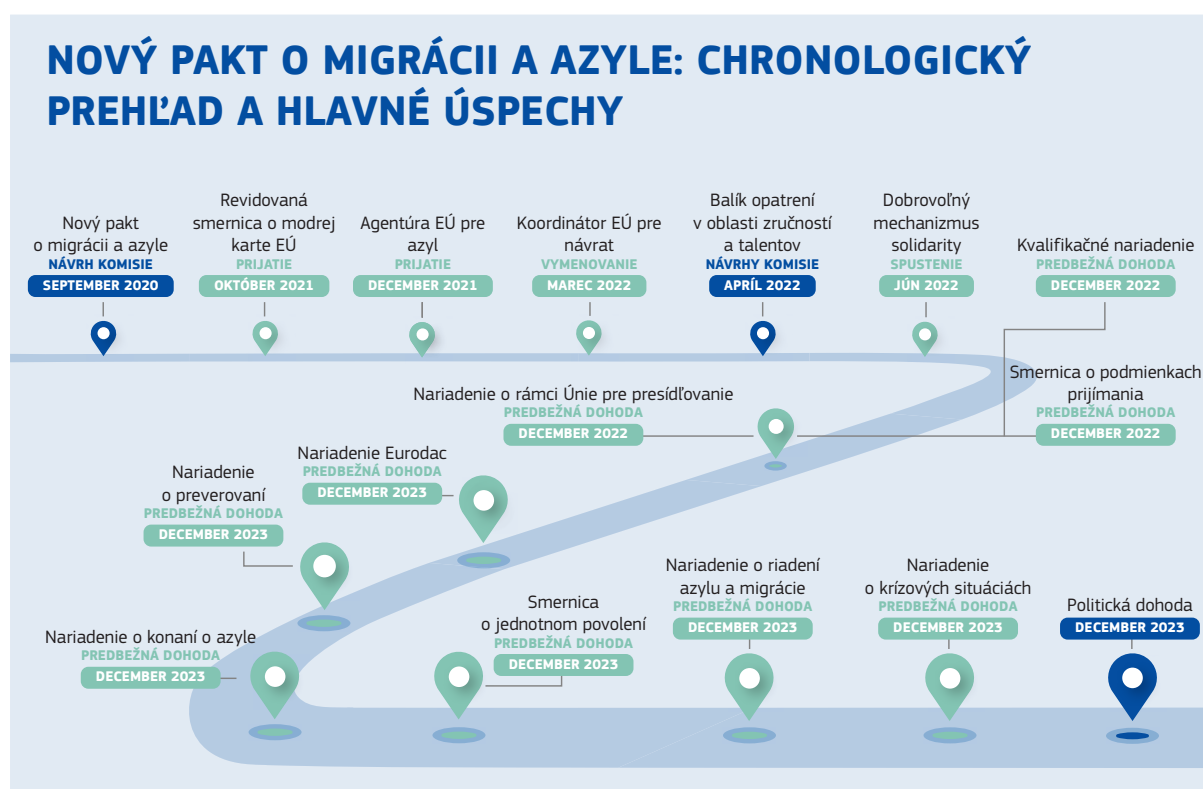 NOVÝ PAKT O MIGRÁCII A AZYLE: CHRONOLOGICKÝ
PREHĽAD A HLAVNÉ ÚSPECHY
Nový pakt
o migrácii a azyle
NÁVRH KOMISIE
SEPTEMBER 2020
Revidovaná
smernica o modrej
karte EÚ
PRIJATIE
OKTÓBER 2021
Agentúra EÚ pre
azyl
PRIJATIE
DECEMBER 2021
Koordinátor EÚ pre
návrat
VYMENOVANIE
MAREC 2022
Balík opatrení
v oblasti zručností
a talentov
NÁVRHY KOMISIE
APRÍL 2022
Dobrovoľný
mechanizmus
solidarity
SPUSTENIE
JÚN 2022
Kvalifikačné nariadenie
PREDBEŽNÁ DOHODA
DECEMBER 2022
Smernica o podmienkach
prijímania
PREDBEŽNÁ DOHODA
DECEMBER 2022
Nariadenie o rámci Únie pre presídľovanie
PREDBEŽNÁ DOHODA
DECEMBER 2022
Nariadenie Eurodac
PREDBEŽNÁ DOHODA
DECEMBER 2023
Nariadenie
o preverovaní
PREDBEŽNÁ DOHODA
DECEMBER 2023
Nariadenie o konaní o azyle
PREDBEŽNÁ DOHODA
DECEMBER 2023
Smernica
o jednotnom povolení
PREDBEŽNÁ DOHODA
DECEMBER 2023
Nariadenie o riadení
azylu a migrácie
PREDBEŽNÁ DOHODA
DECEMBER 2023
Nariadenie
o krízových situáciách
PREDBEŽNÁ DOHODA
DECEMBER 2023
Politická dohoda
DECEMBER 2023